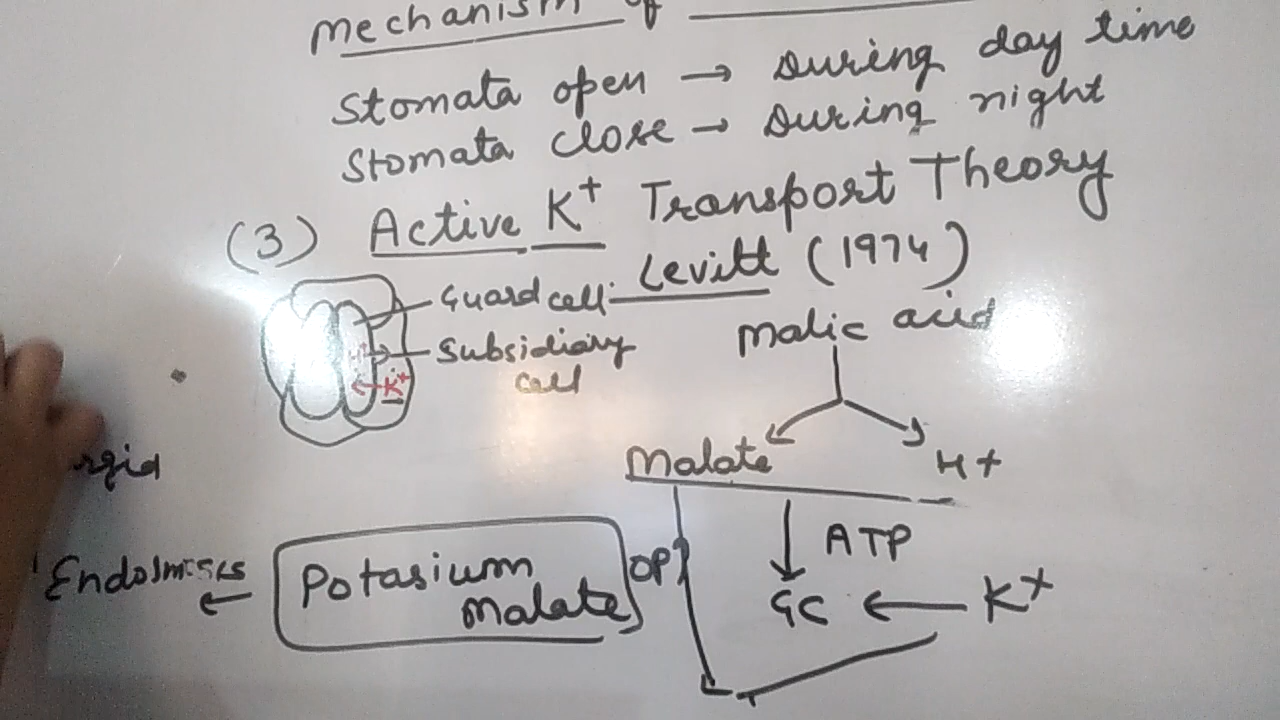 mechanism of
Stomata open → During day time
Stomata close → During night
(3) Active K+ Transport Theory
Levitt (1974)
Guard cell
Subsidiary
cell
H+
K+
Malic acid
Malate
H+
ATP
GC ← K+
OP↑
Potasium
Malate
Endosmosis
←